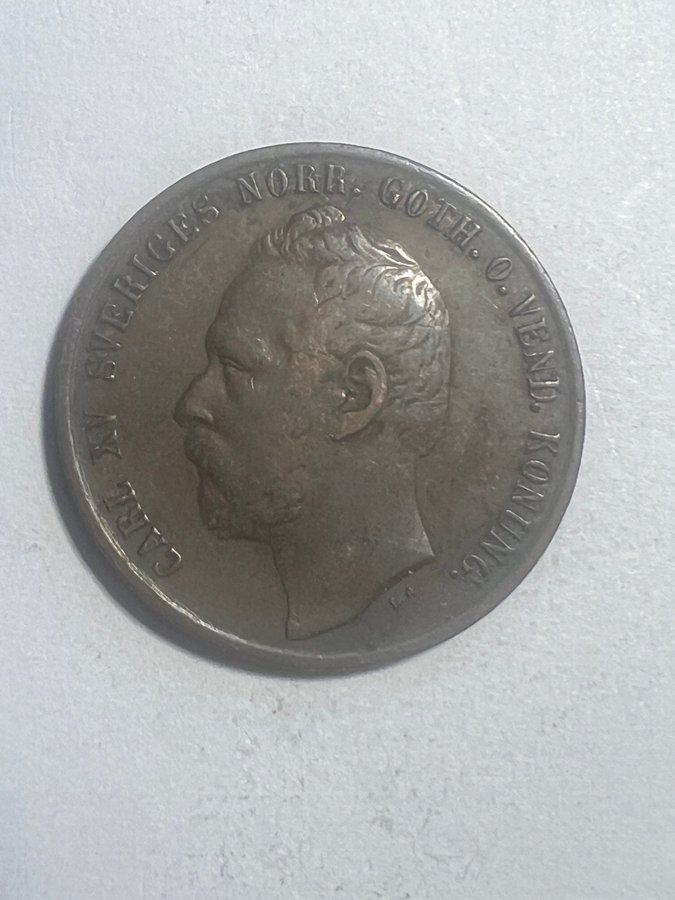 CARL XV SVERIGES NORR. GOTH. O. VEND. KONUNG.
L.A